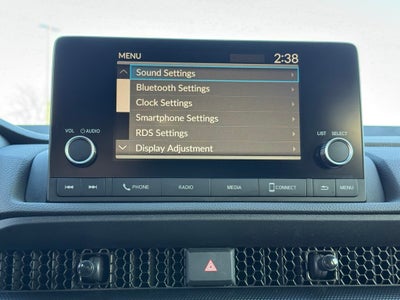 MENU 2:38
Sound Settings
Bluetooth Settings
Clock Settings
Smartphone Settings
RDS Settings
Display Adjustment
VOL AUDIO LIST SELECT
PHONE RADIO MEDIA CONNECT MENU